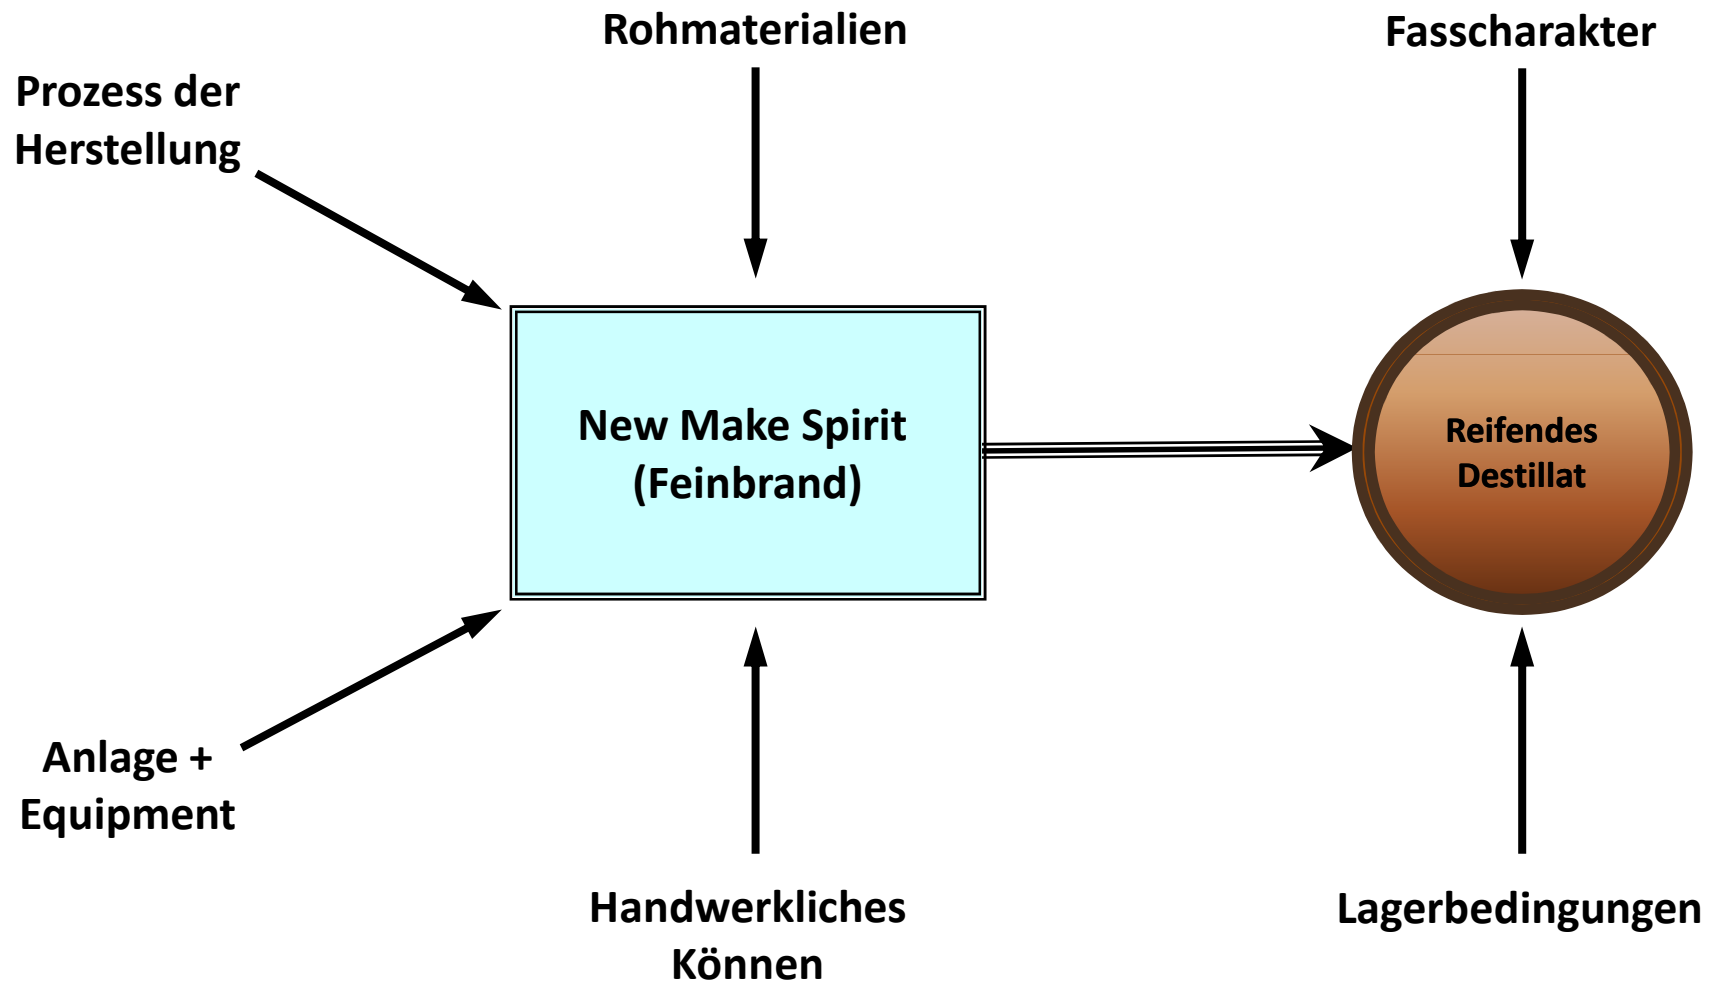 Rohmaterialien
Fasscharakter
Prozess der
Herstellung
New Make Spirit
(Feinbrand)
Reifendes
Destillat
Anlage +
Equipment
Handwerkliches
Können
Lagerbedingungen